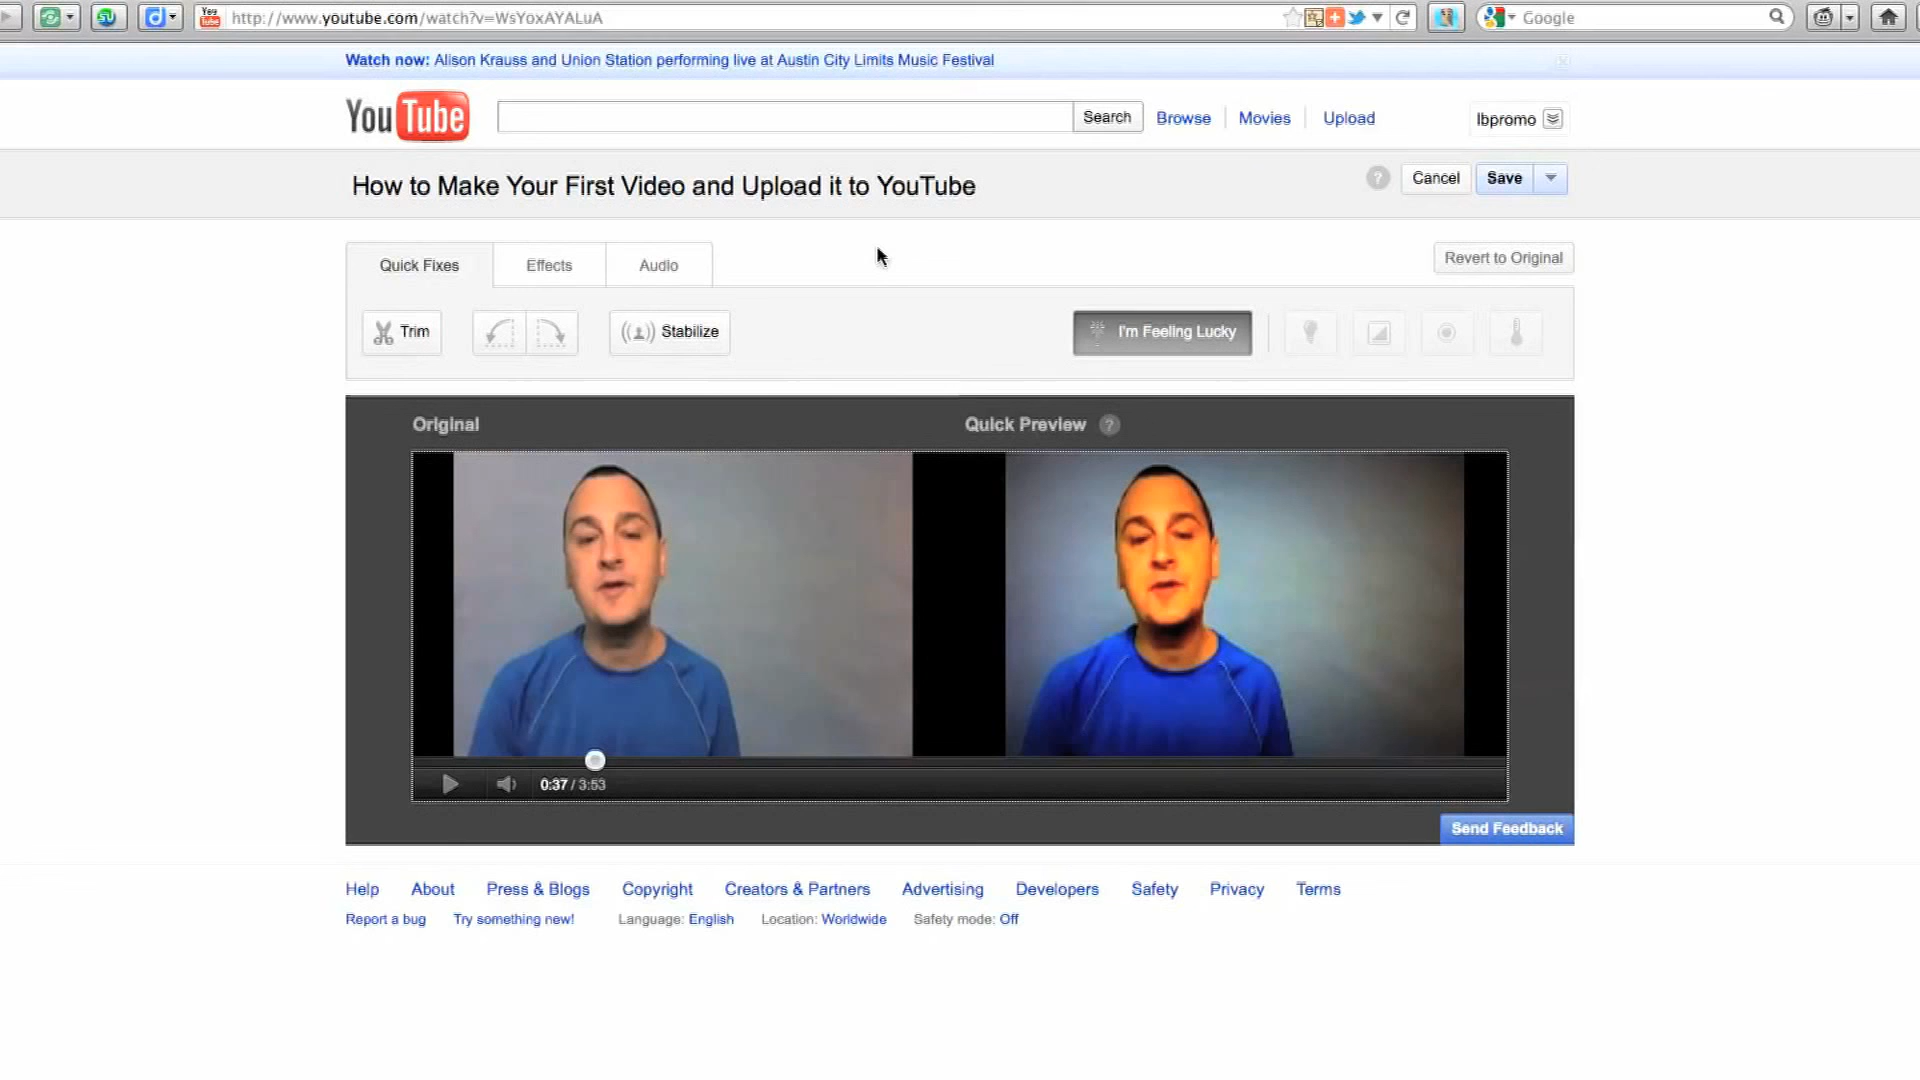 http://www.youtube.com/watch?v=WsYoxAYALuA
Google
Watch now: Alison Krauss and Union Station performing live at Austin City Limits Music Festival
YouTube
Search
Browse
Movies
Upload
lbpromo
How to Make Your First Video and Upload it to YouTube
?
Cancel
Save
Quick Fixes
Effects
Audio
Revert to Original
Trim
Stabilize
I'm Feeling Lucky
Original
Quick Preview ?
0:37 / 3:53
Send Feedback
Help About Press & Blogs Copyright Creators & Partners Advertising Developers Safety Privacy Terms
Report a bug Try something new! Language: English Location: Worldwide Safety mode: Off